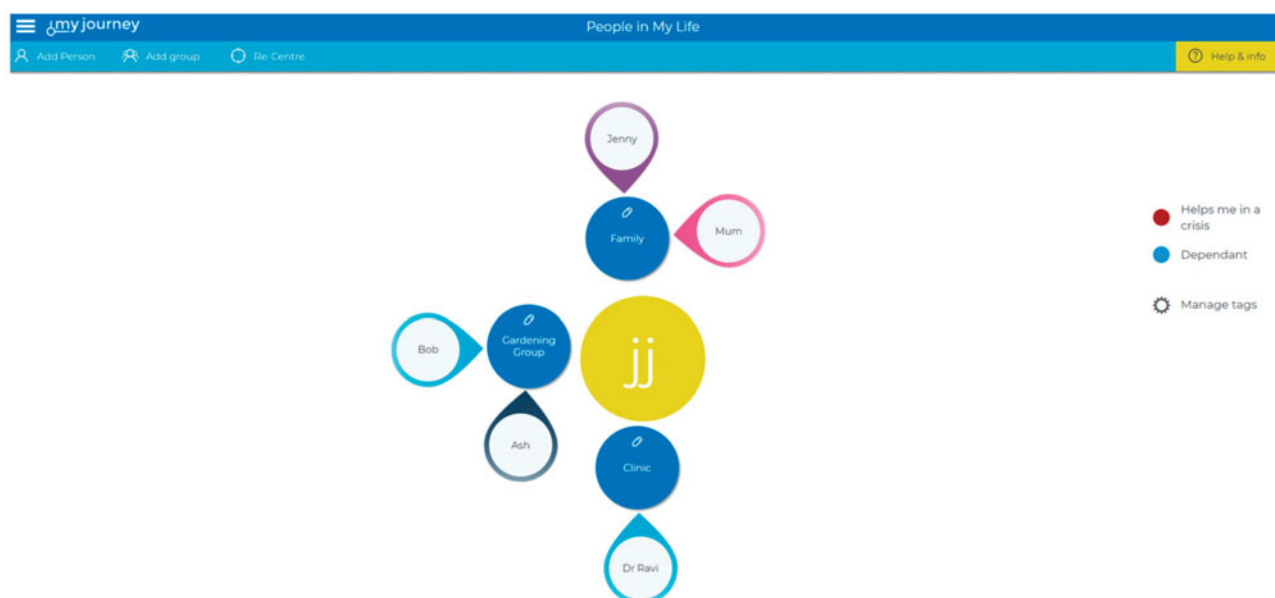 my journey
People in My Life
Add Person
Add group
Re-Centre
Help & info
Jenny
Family
Mum
Helps me in a
crisis
Dependant
Manage tags
Bob
Gardening
Group
jj
Ash
Clinic
Dr Ravi